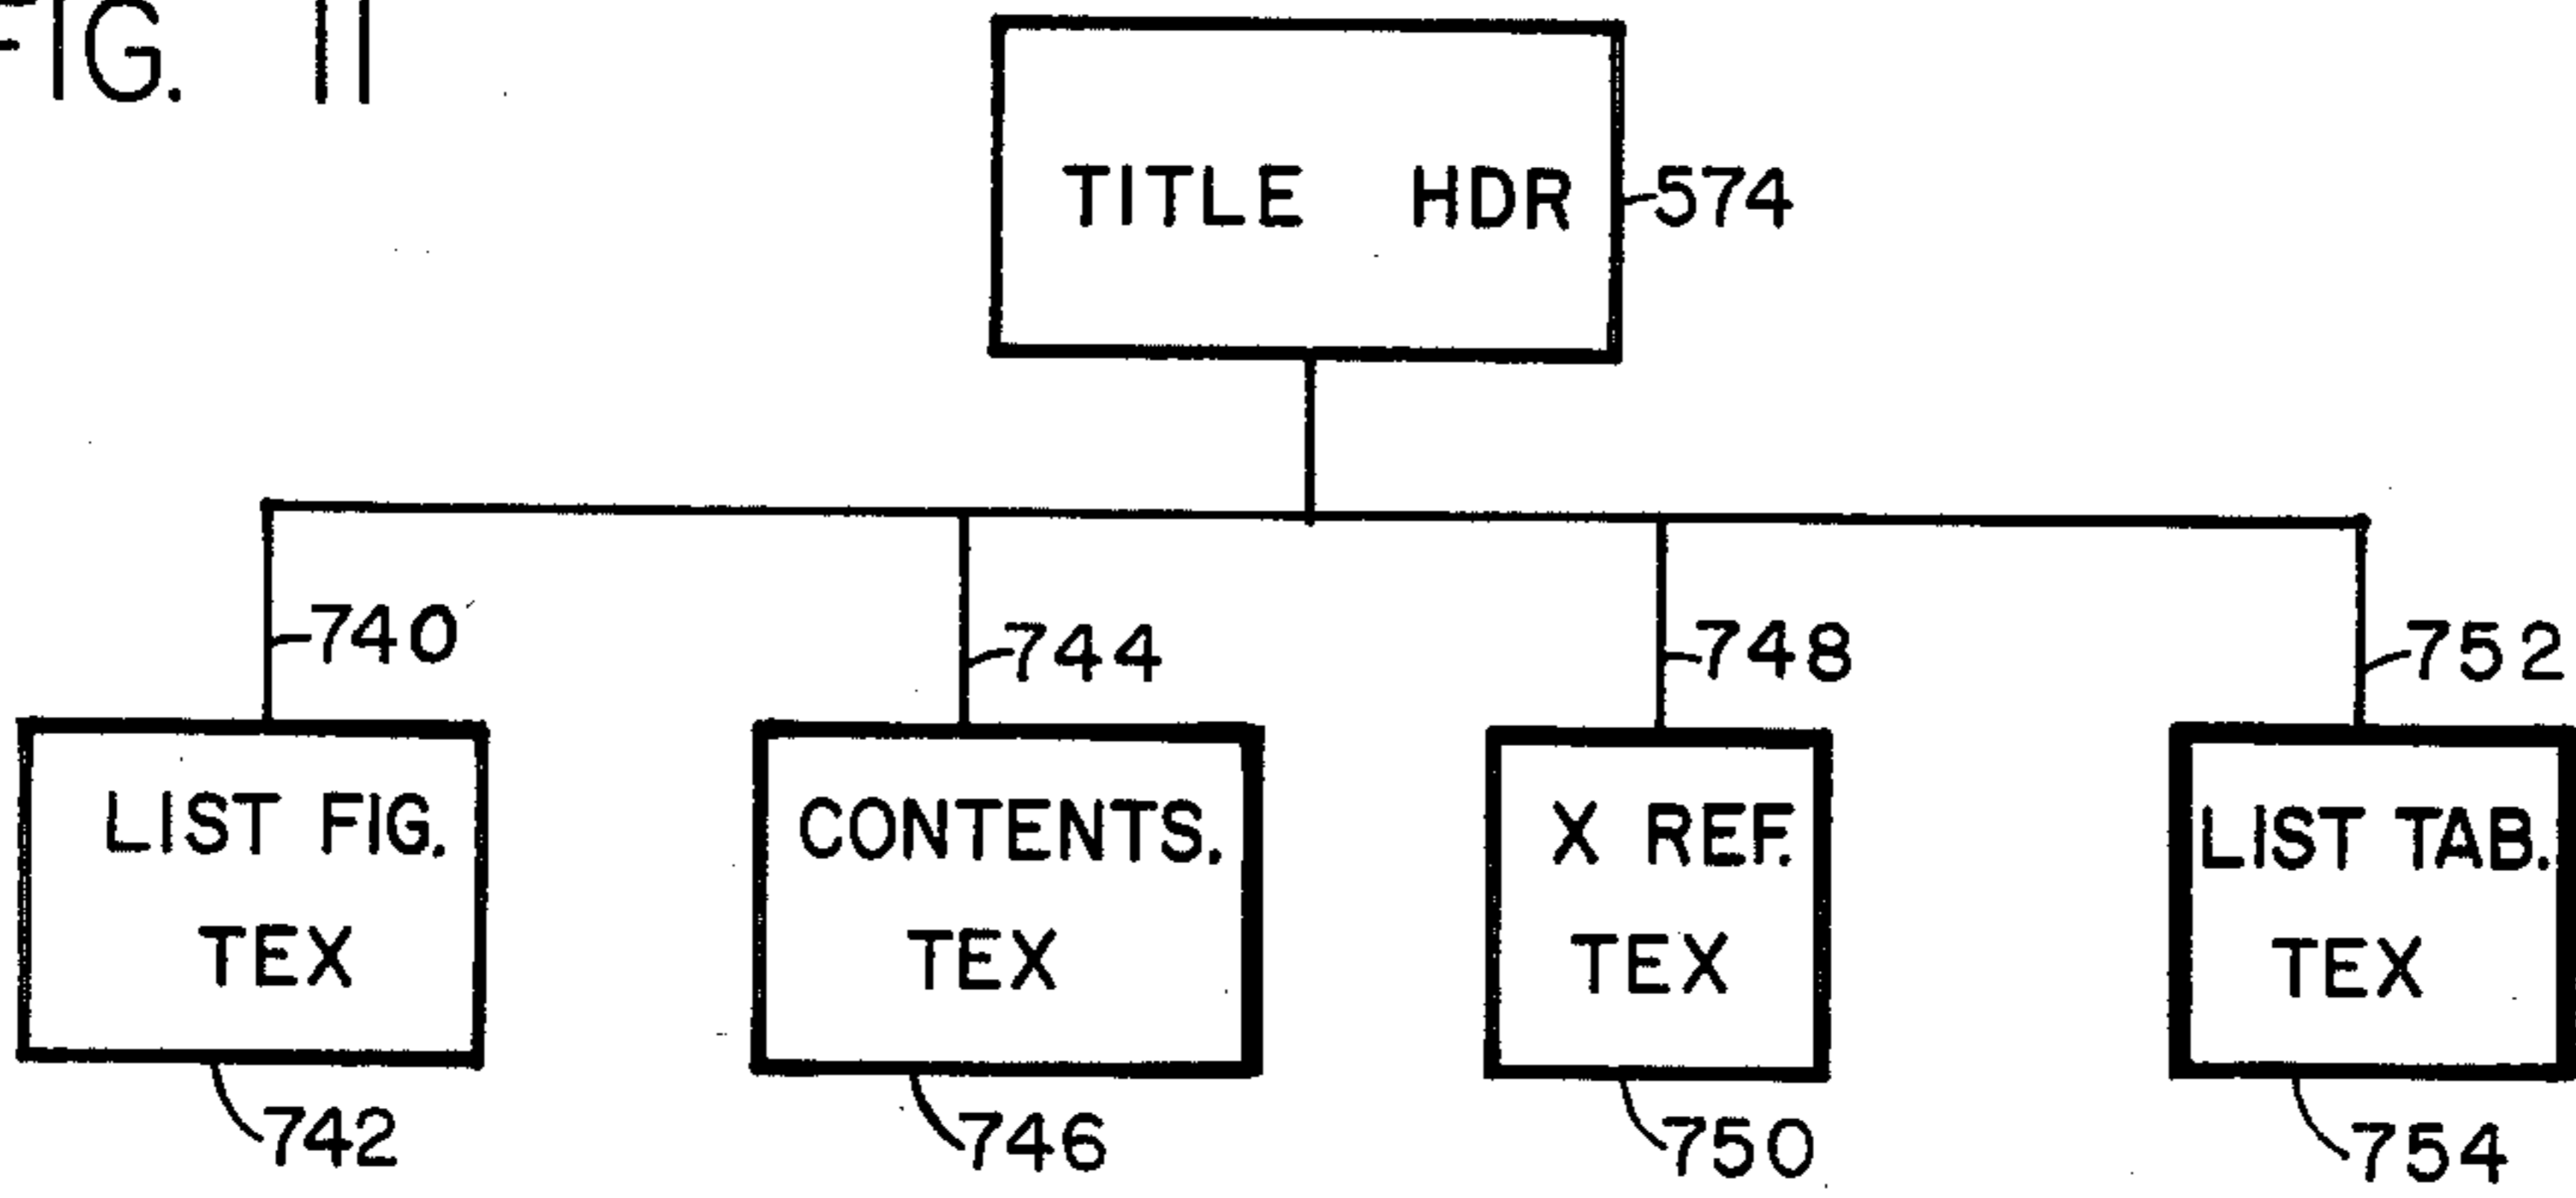 FIG. 11
TITLE HDR
574
740
744
748
752
LIST FIG.
TEX
CONTENTS.
TEX
X REF.
TEX
LIST TAB.
TEX
742
746
750
754